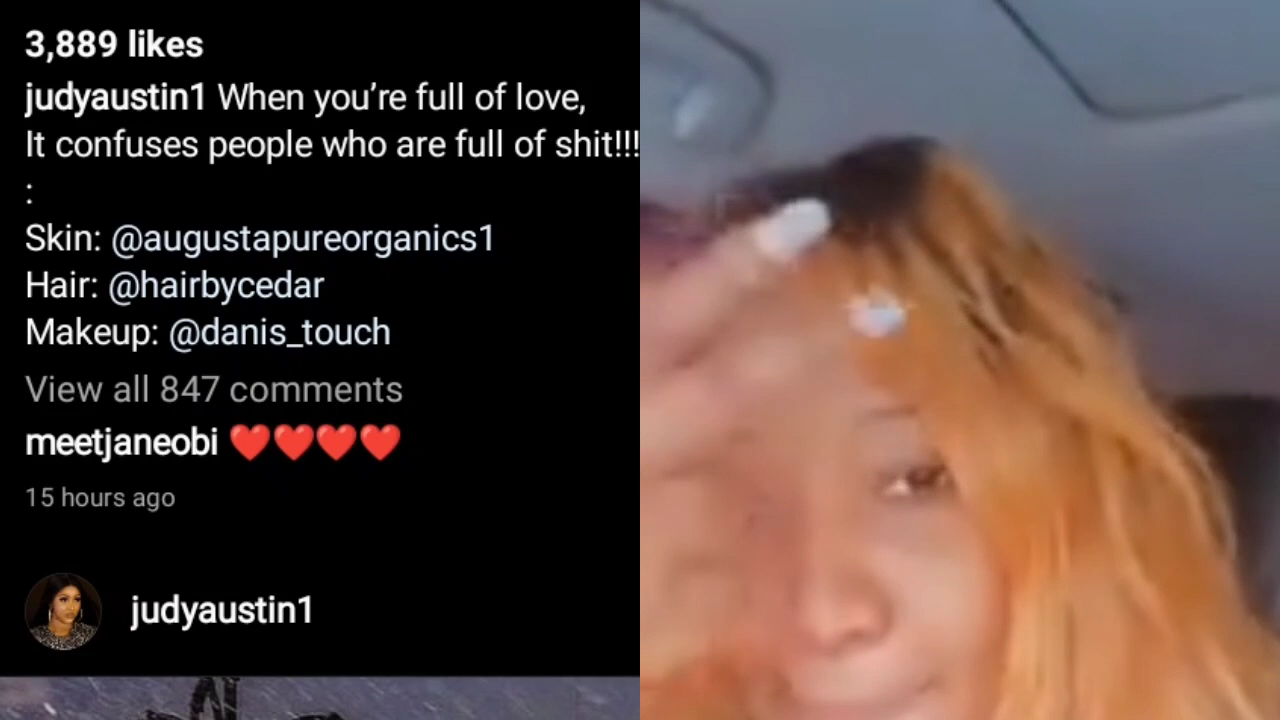 3,889 likes
judyaustin1 When you’re full of love,
It confuses people who are full of shit!!!
:
Skin: @augustapureorganics1
Hair: @hairbycedar
Makeup: @danis_touch
View all 847 comments
meetjaneobi ❤️❤️❤️❤️
15 hours ago
judyaustin1